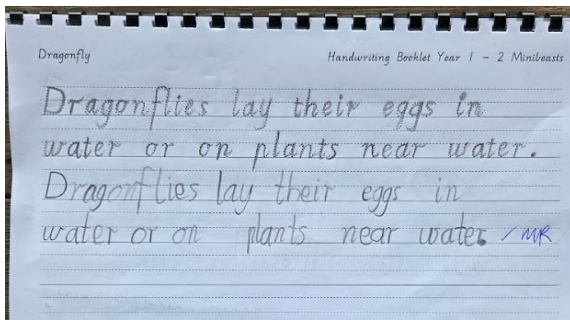 Dragonfly
Handwriting Booklet Year 1 - 2 Minibeasts
Dragonflies lay their eggs in
water or on plants near water.
Dragonflies lay their eggs in
water or on plants near water. ✓ MR